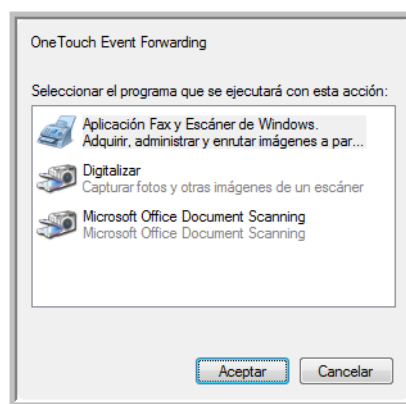 OneTouch Event Forwarding
Seleccionar el programa que se ejecutará con esta acción:
Aplicación Fax y Escáner de Windows.
Adquirir, administrar y enrutar imágenes a par...
Digitalizar
Capturar fotos y otras imágenes de un escáner
Microsoft Office Document Scanning
Microsoft Office Document Scanning
Aceptar Cancelar